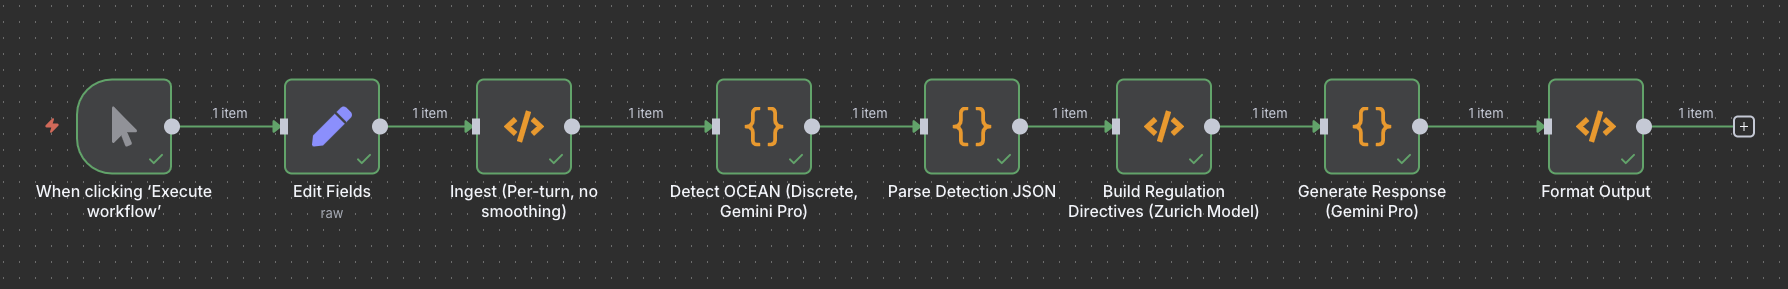 1 item
1 item
1 item
1 item
1 item
1 item
1 item
1 item
When clicking ‘Execute
workflow’
Edit Fields
raw
Ingest (Per-turn, no
smoothing)
Detect OCEAN (Discrete,
Gemini Pro)
Parse Detection JSON
Build Regulation
Directives (Zurich Model)
Generate Response
(Gemini Pro)
Format Output